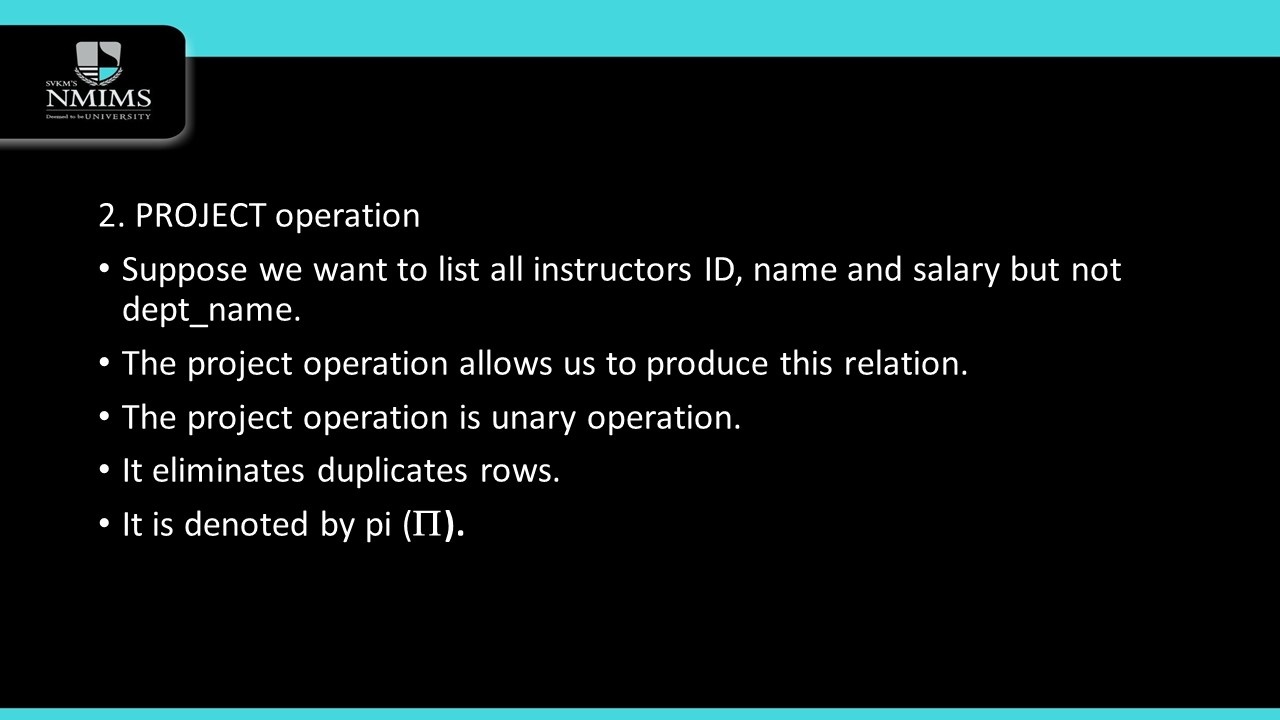 SVKM'S
NMIMS
Deemed to be UNIVERSITY
2. PROJECT operation
• Suppose we want to list all instructors ID, name and salary but not
dept_name.
• The project operation allows us to produce this relation.
• The project operation is unary operation.
• It eliminates duplicates rows.
• It is denoted by pi (Π).